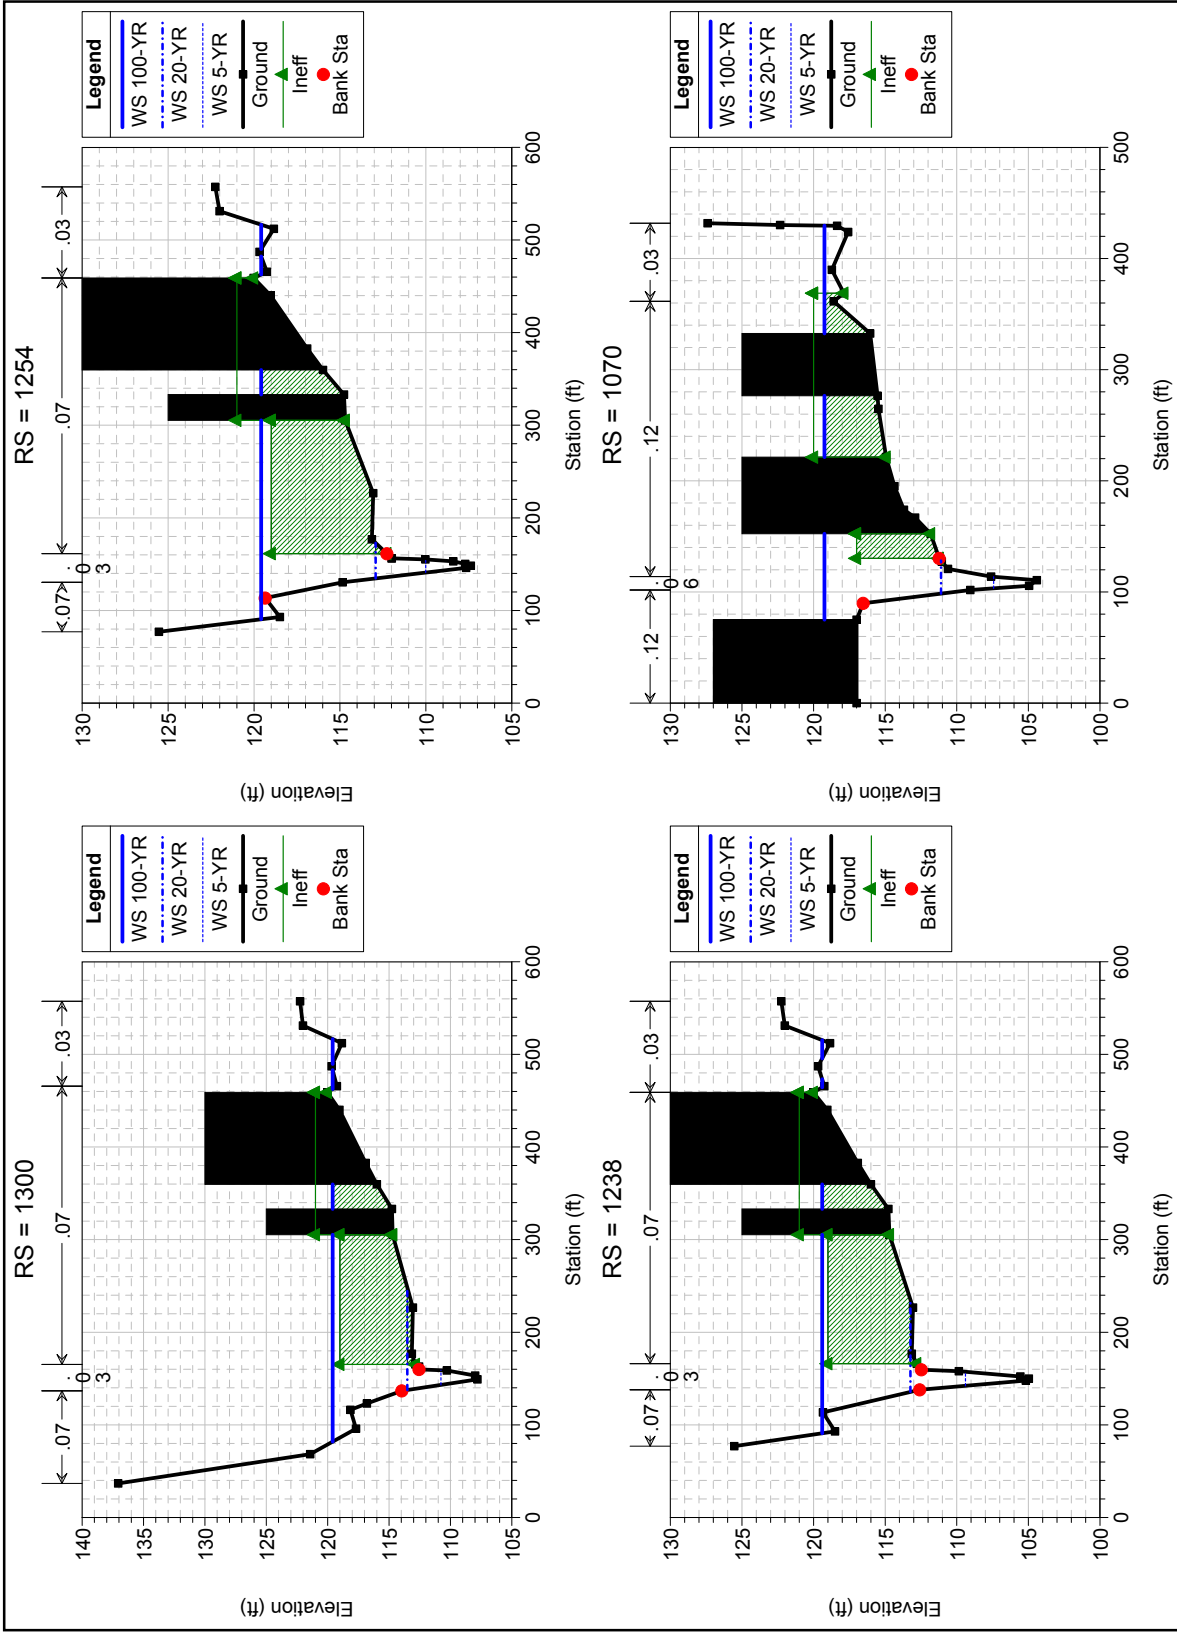 RS = 1300
.07
.03
.07
.03
Legend
WS 100-YR
WS 20-YR
WS 5-YR
Ground
Ineff
Bank Sta
140
135
130
125
120
115
110
105
0
100
200
300
400
500
600
Elevation (ft)
Station (ft)
RS = 1254
.07
.03
.07
.03
Legend
WS 100-YR
WS 20-YR
WS 5-YR
Ground
Ineff
Bank Sta
130
125
120
115
110
105
0
100
200
300
400
500
600
Elevation (ft)
Station (ft)
RS = 1238
.07
.03
.07
.03
Legend
WS 100-YR
WS 20-YR
WS 5-YR
Ground
Ineff
Bank Sta
130
125
120
115
110
105
100
0
100
200
300
400
500
600
Elevation (ft)
Station (ft)
RS = 1070
.12
.06
.12
.03
Legend
WS 100-YR
WS 20-YR
WS 5-YR
Ground
Ineff
Bank Sta
130
125
120
115
110
105
100
0
100
200
300
400
500
Elevation (ft)
Station (ft)